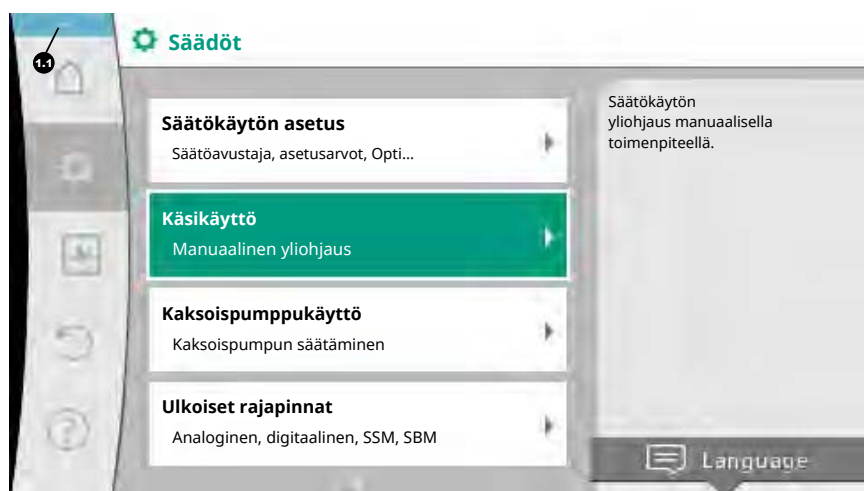 Säädöt
1.1
Säätökäytön asetus
Säätöavustaja, asetusarvot, Opti...
Käsikäyttö
Manuaalinen yliohjaus
Kaksoispumppukäyttö
Kaksoispumpun säätäminen
Ulkoiset rajapinnat
Analoginen, digitaalinen, SSM, SBM
Säätökäytön
yliohjaus manuaalisella
toimenpiteellä.
Language